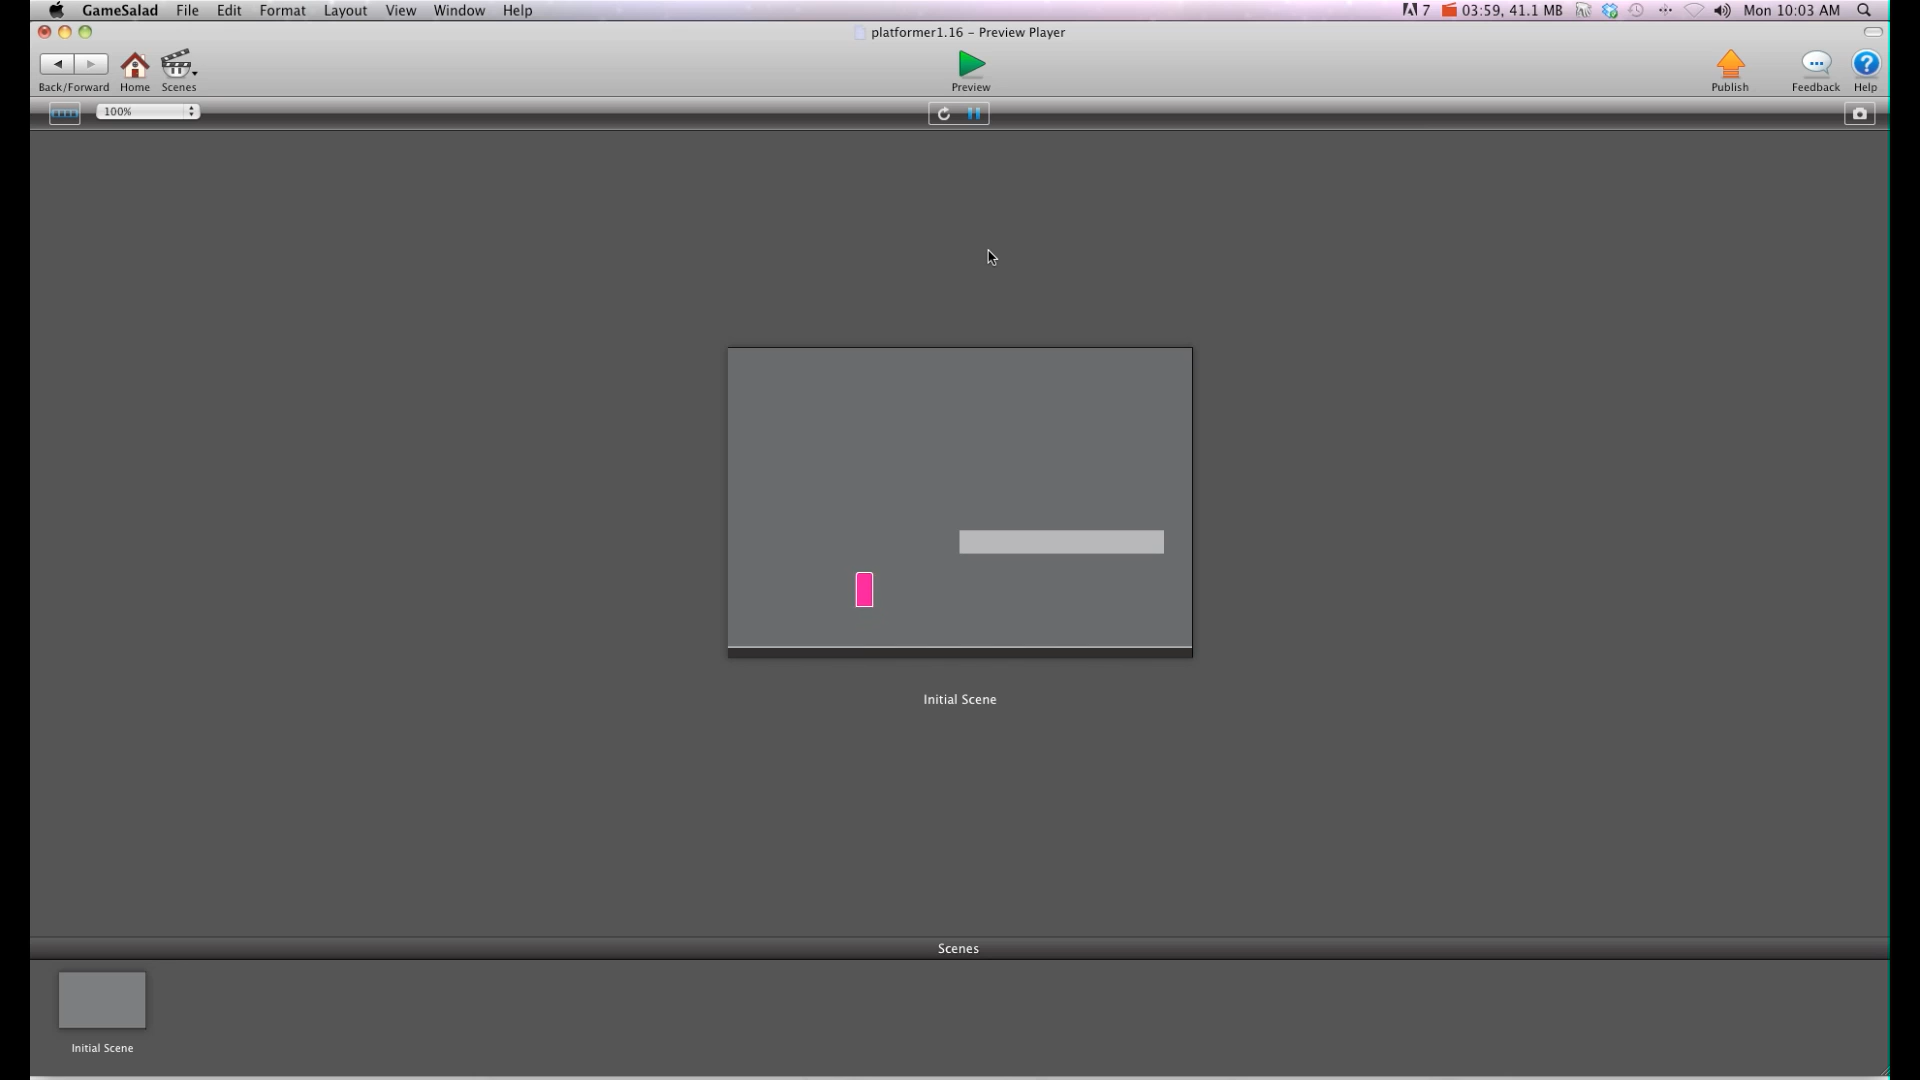 GameSalad File Edit Format Layout View Window Help 7 03:59, 41.1 MB Mon 10:03 AM
platformer1.16 – Preview Player
Back/Forward Home Scenes Preview Publish Feedback Help
100%
Initial Scene
Scenes
Initial Scene